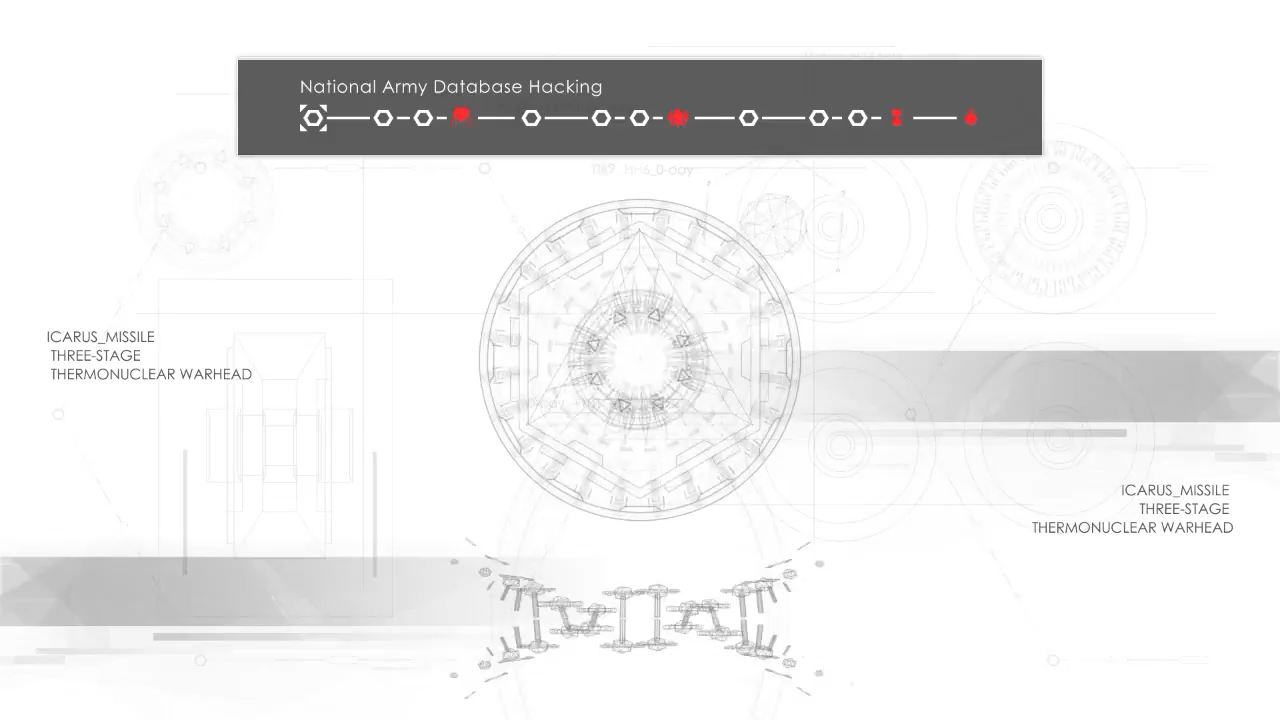 National Army Database Hacking
ICARUS_MISSILE
THREE-STAGE
THERMONUCLEAR WARHEAD
ICARUS_MISSILE
THREE-STAGE
THERMONUCLEAR WARHEAD